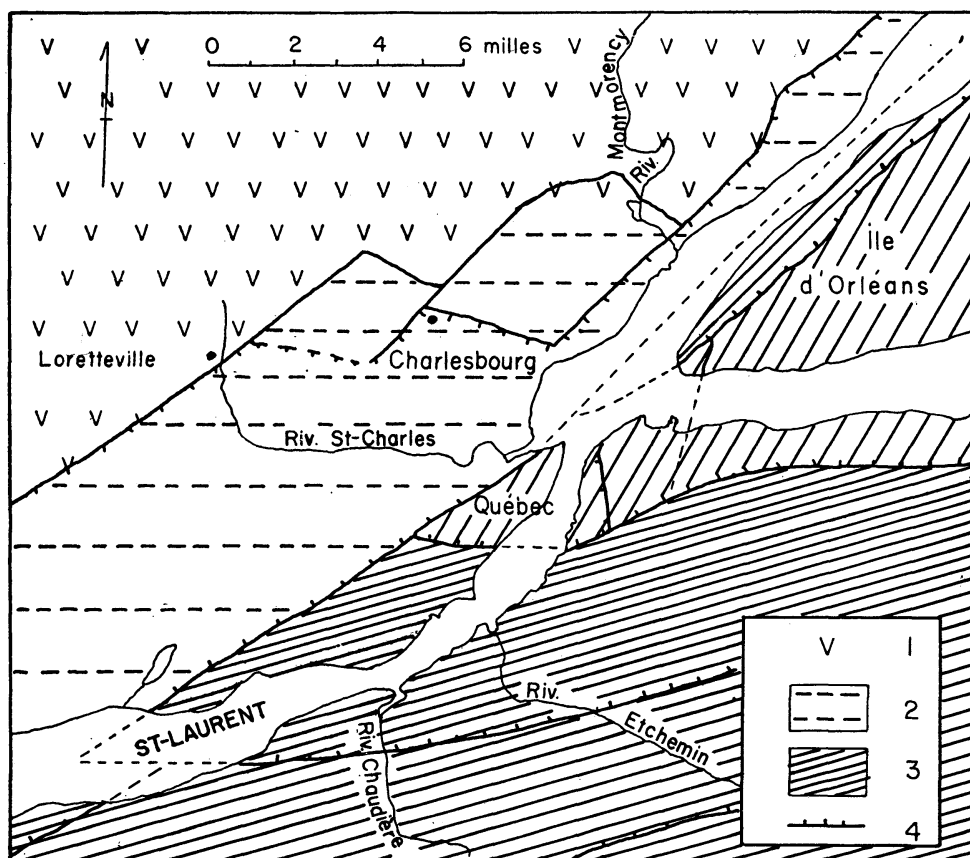 0 2 4 6 milles
N
Riv. Montmorency
Île
d'Orléans
Loretteville
Charlesbourg
Riv. St-Charles
Québec
ST-LAURENT
Riv. Etchemin
Riv. Chaudière
V 1
2
3
4